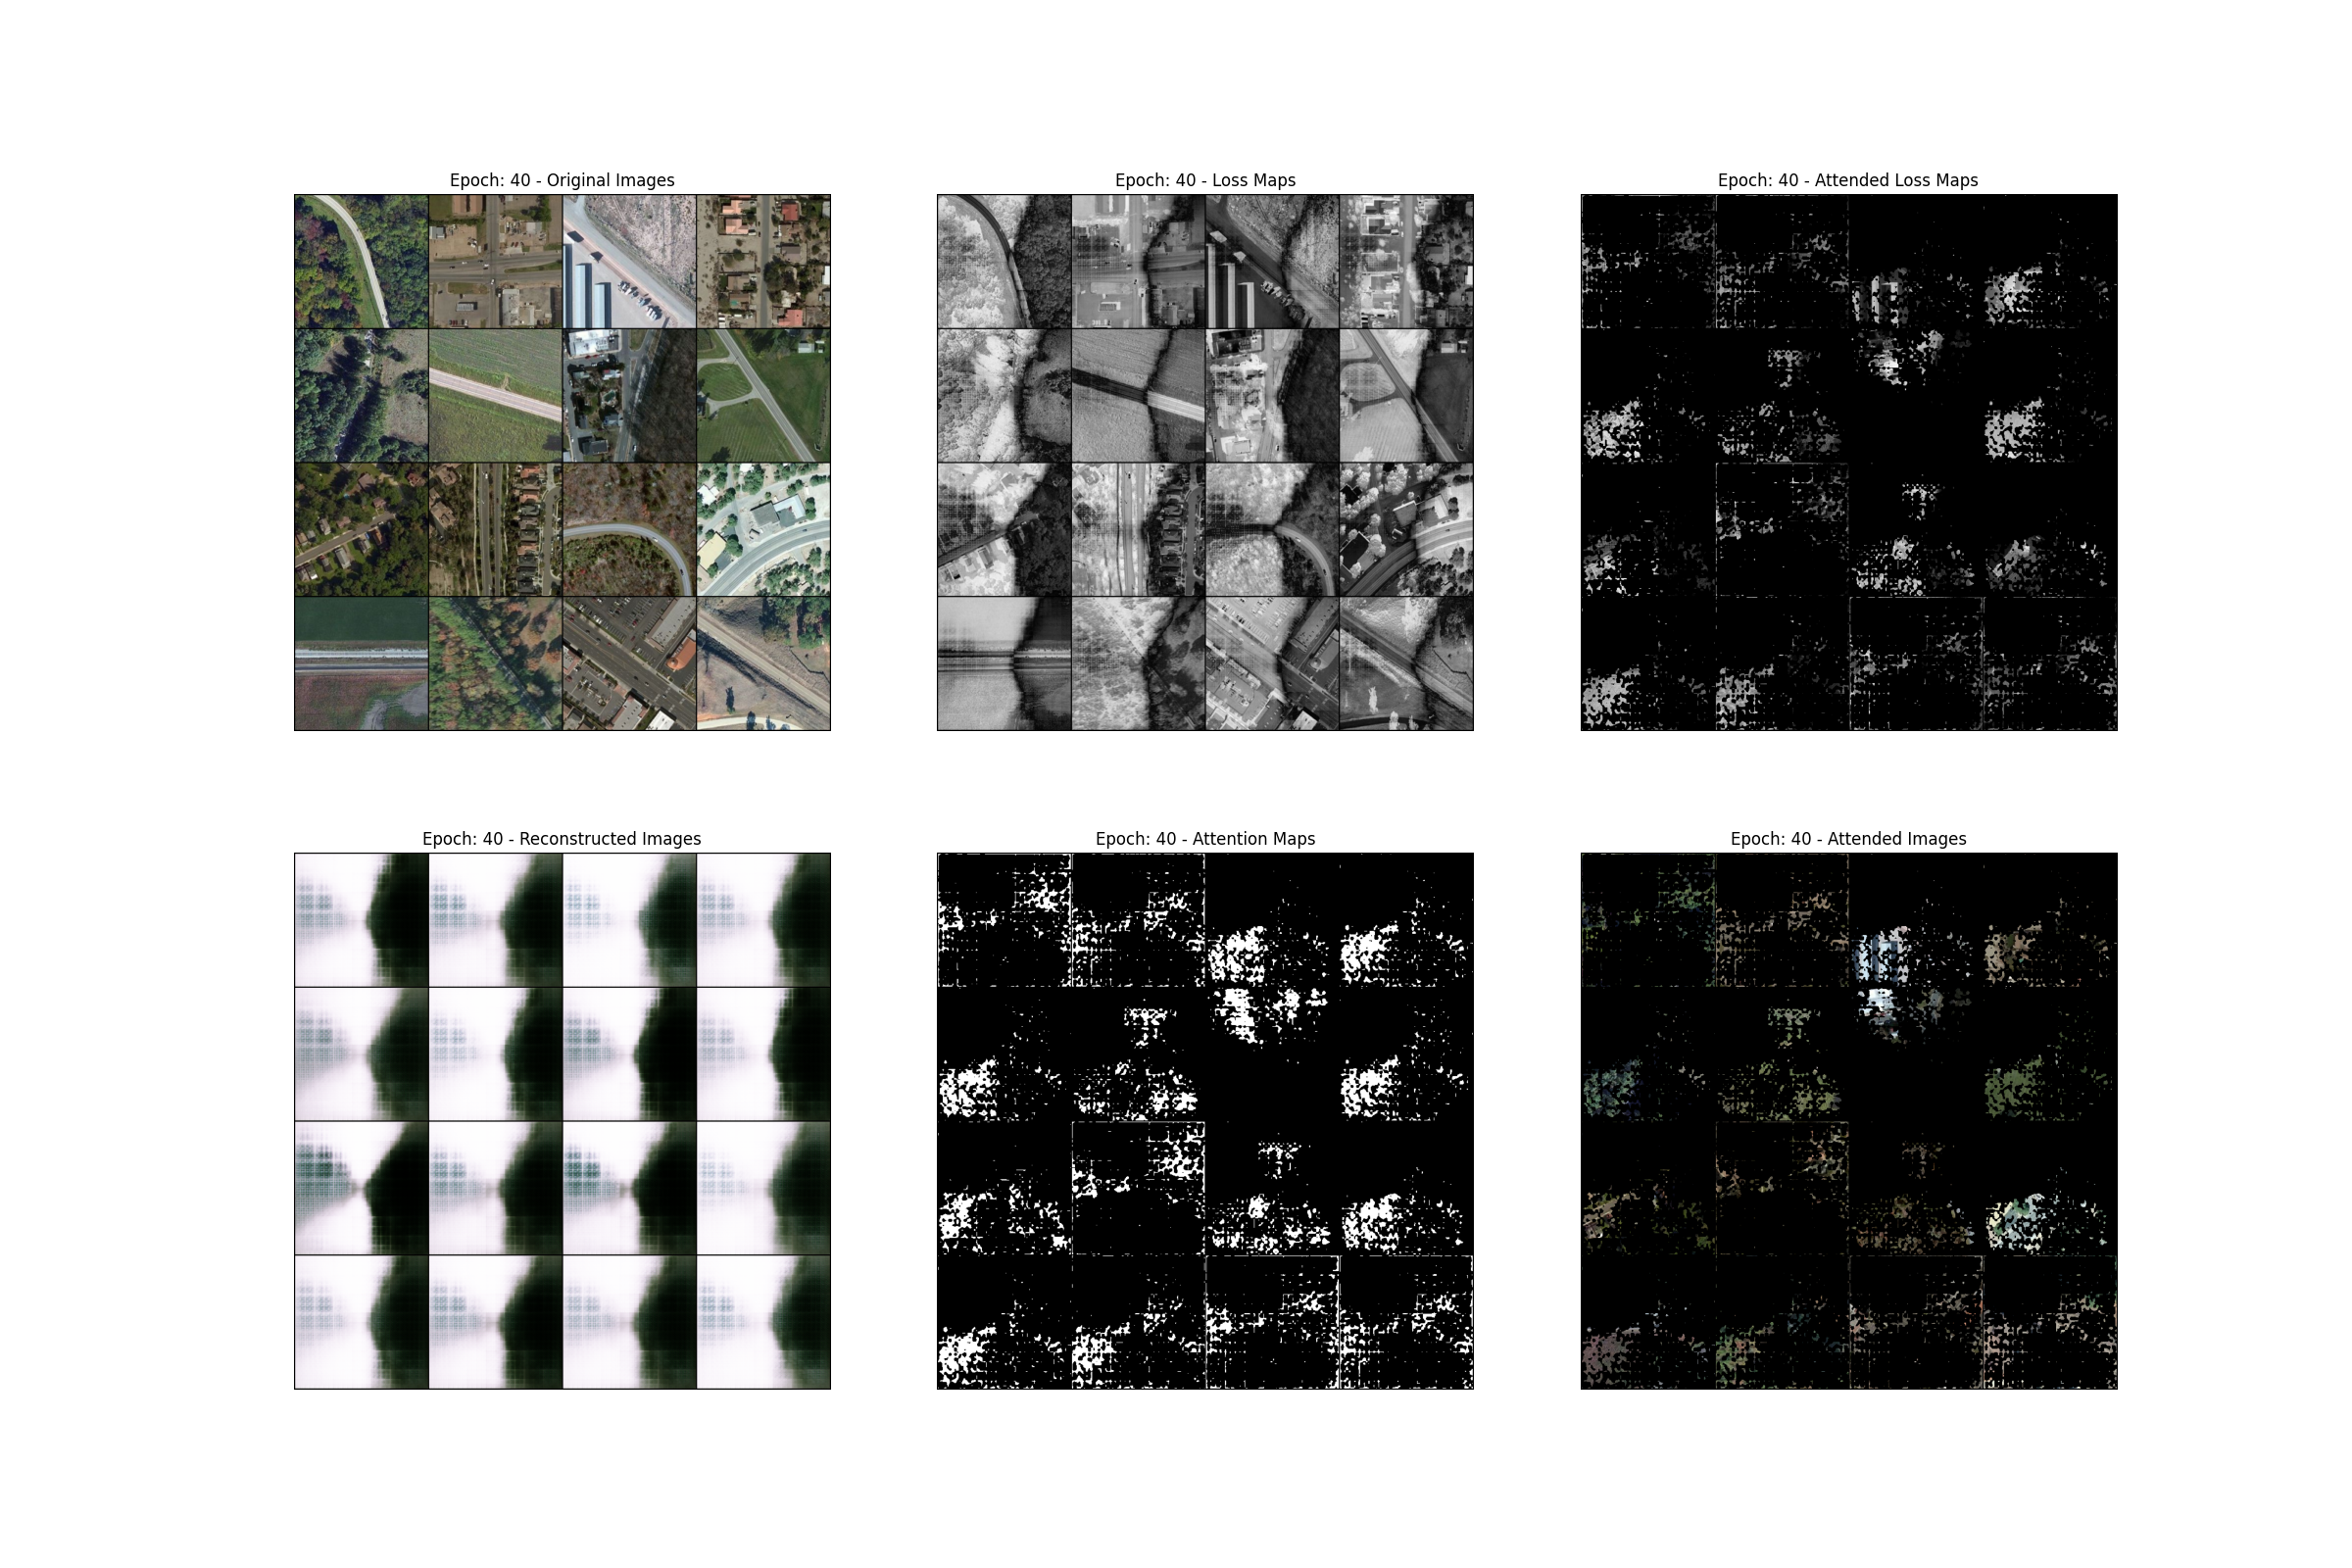 Epoch: 40 - Original Images
Epoch: 40 - Loss Maps
Epoch: 40 - Attended Loss Maps
Epoch: 40 - Reconstructed Images
Epoch: 40 - Attention Maps
Epoch: 40 - Attended Images